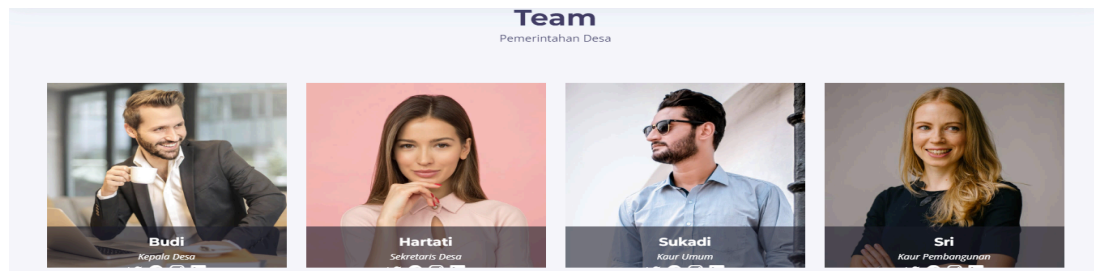 Team
Pemerintahan Desa
Budi
Kepala Desa
Hartati
Sekretaris Desa
Sukadi
Kaur Umum
Sri
Kaur Pembangunan